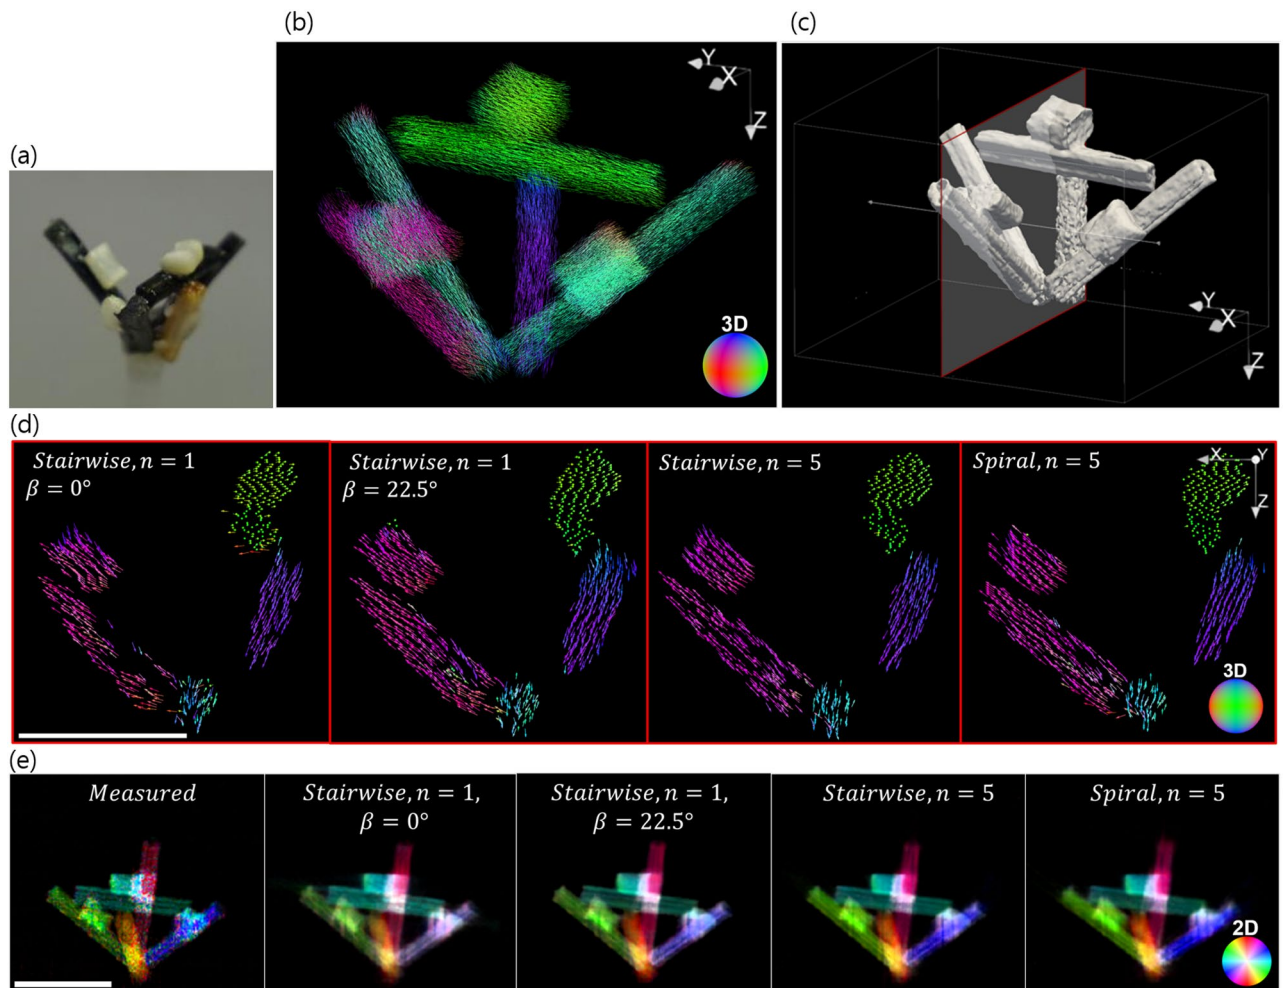 (a)
(b)
Y
X
Z
3D
(c)
Y
X
Z
(d)
Stairwise, n = 1
β = 0°
Stairwise, n = 1
β = 22.5°
Stairwise, n = 5
Spiral, n = 5
X
Y
Z
3D
(e)
Measured
Stairwise, n = 1,
β = 0°
Stairwise, n = 1,
β = 22.5°
Stairwise, n = 5
Spiral, n = 5
2D